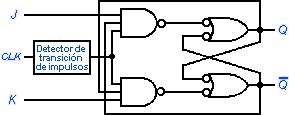 J
Q
CLK
Detector de
transición
de impulsos
K
Q̅